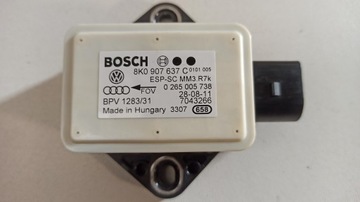 BOSCH
8K0 907 637 C 0101 005
ESP-SC MM3 R7k
FOV 0 265 005 738
28-08-11
BPV 1283/31 7043266
Made in Hungary 3307 658